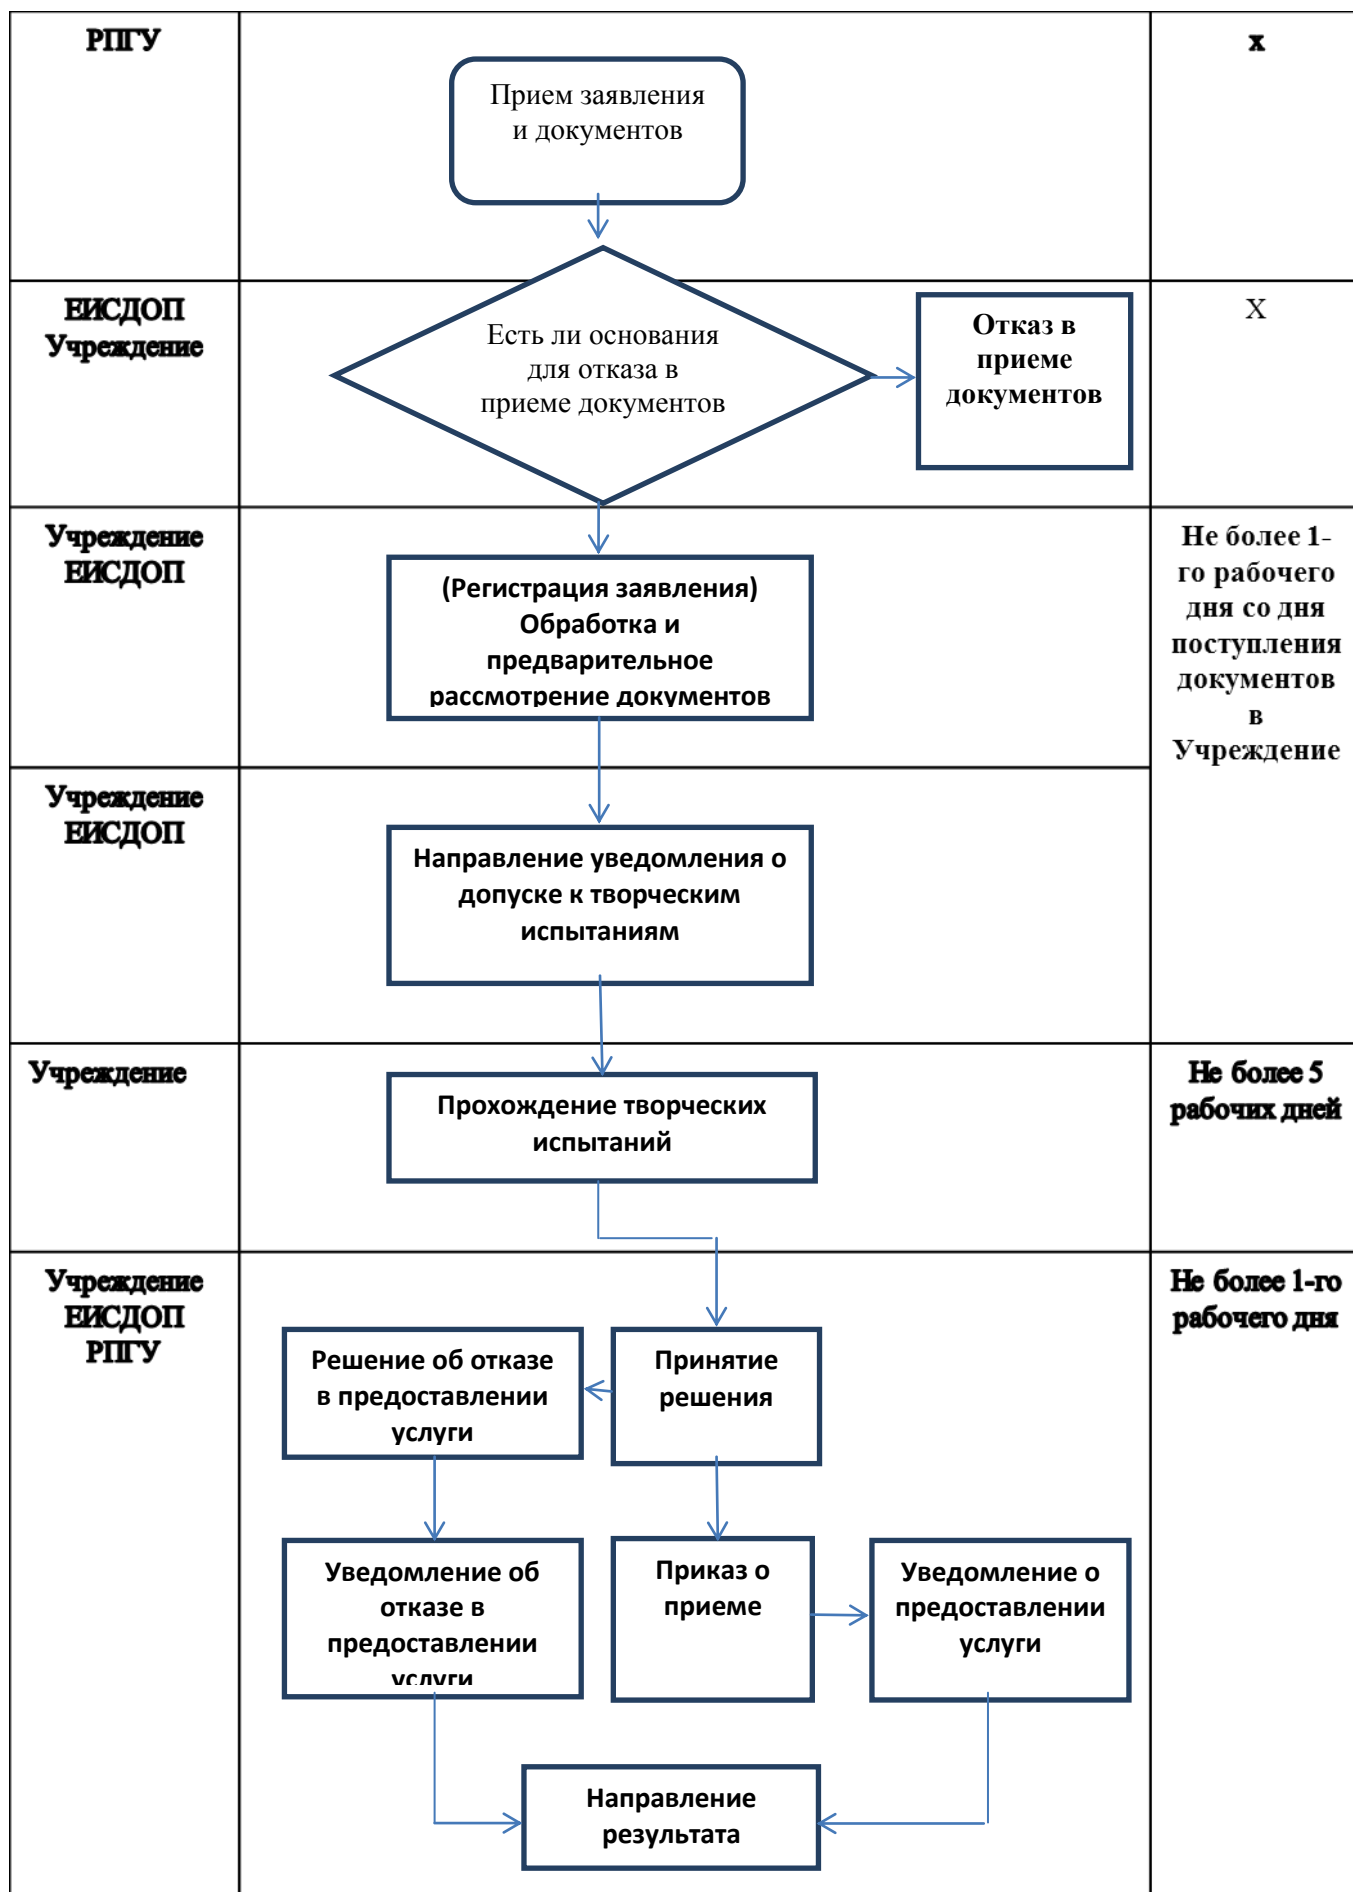 РПГУ
Прием заявления
и документов
х
ЕИСДОП
Учреждение
Есть ли основания
для отказа в
приеме документов
Отказ в
приеме
документов
X
Учреждение
ЕИСДОП
(Регистрация заявления)
Обработка и
предварительное
рассмотрение документов
Не более 1-
го рабочего
дня со дня
поступления
документов
в
Учреждение
Учреждение
ЕИСДОП
Направление уведомления о
допуске к творческим
испытаниям
Учреждение
Прохождение творческих
испытаний
Не более 5
рабочих дней
Учреждение
ЕИСДОП
РПГУ
Решение об отказе
в предоставлении
услуги
Принятие
решения
Не более 1-го
рабочего дня
Уведомление об
отказе в
предоставлении
услуги
Приказ о
приеме
Уведомление о
предоставлении
услуги
Направление
результата